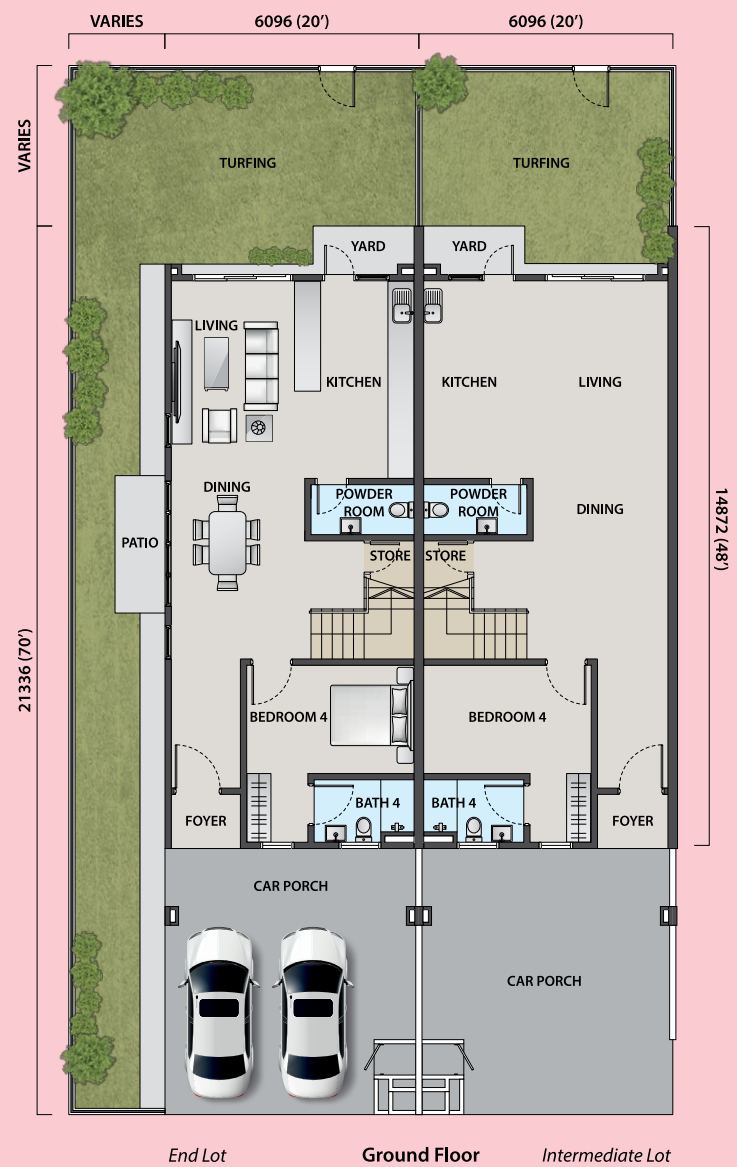 VARIES 6096 (20’) 6096 (20’)
VARIES
TURFING TURFING
YARD YARD
LIVING
KITCHEN KITCHEN LIVING
DINING
POWDER ROOM
POWDER ROOM
DINING
14872 (48’)
PATIO
STORE STORE
21336 (70’)
BEDROOM 4 BEDROOM 4
BATH 4 BATH 4
FOYER FOYER
CAR PORCH
CAR PORCH
End Lot Ground Floor Intermediate Lot